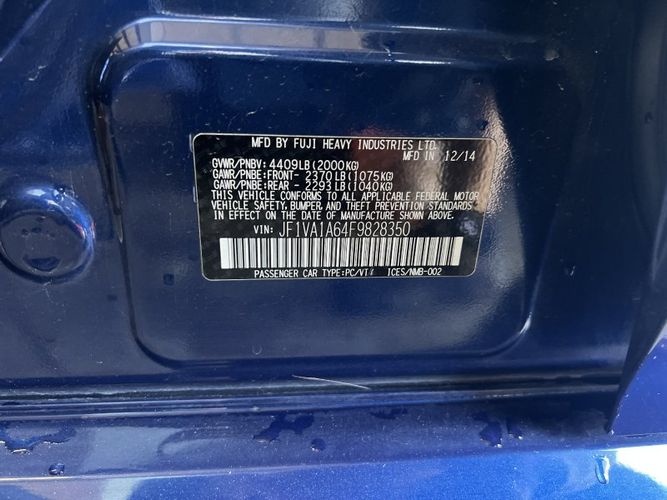 MFD BY FUJI HEAVY INDUSTRIES LTD. 12/14
GVWR/PNBV: 4409LB(2000KG)
GAWR/PNBE:FRONT- 2370LB(1075KG)
GAWR/PNBE:REAR - 2293LB(1040KG)
THIS VEHICLE CONFORMS TO ALL APPLICABLE FEDERAL MOTOR
VEHICLE SAFETY, BUMPER, AND THEFT PREVENTION STANDARDS
IN EFFECT ON THE DATE OF MANUFACTURE SHOWN ABOVE.
VIN: JF1VA1A64F9828350
PASSENGER CAR TYPE:PC/VT ICES/NMB-002